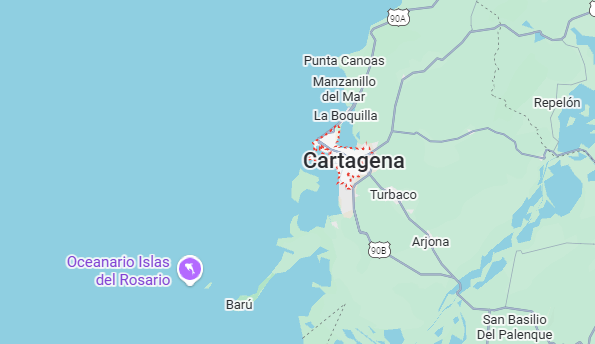 90A
Punta Canoas
Manzanillo
del Mar
Repelón
La Boquilla
Cartagena
Turbaco
Arjona
90B
Oceanario Islas
del Rosario
Barú
San Basilio
Del Palenque